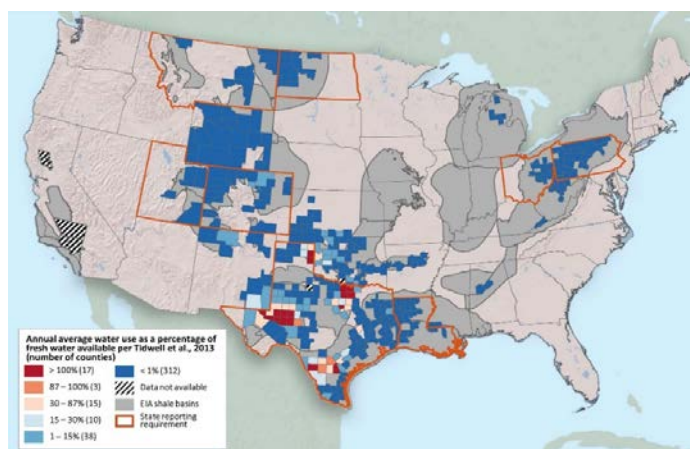 Annual average water use as a percentage of
fresh water available per Tidwell et al., 2013
(number of counties)
> 100% (17)
87 – 100% (3)
30 – 87% (15)
15 – 30% (10)
1 – 15% (38)
< 1% (312)
Data not available
EIA shale basins
State reporting
requirement